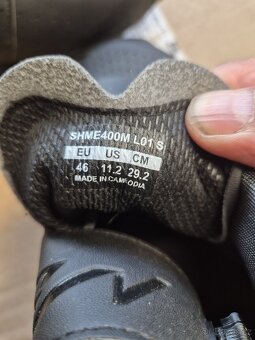 SHME400M L01 S
EU US CM
46 11.2 29.2
MADE IN CAMBODIA